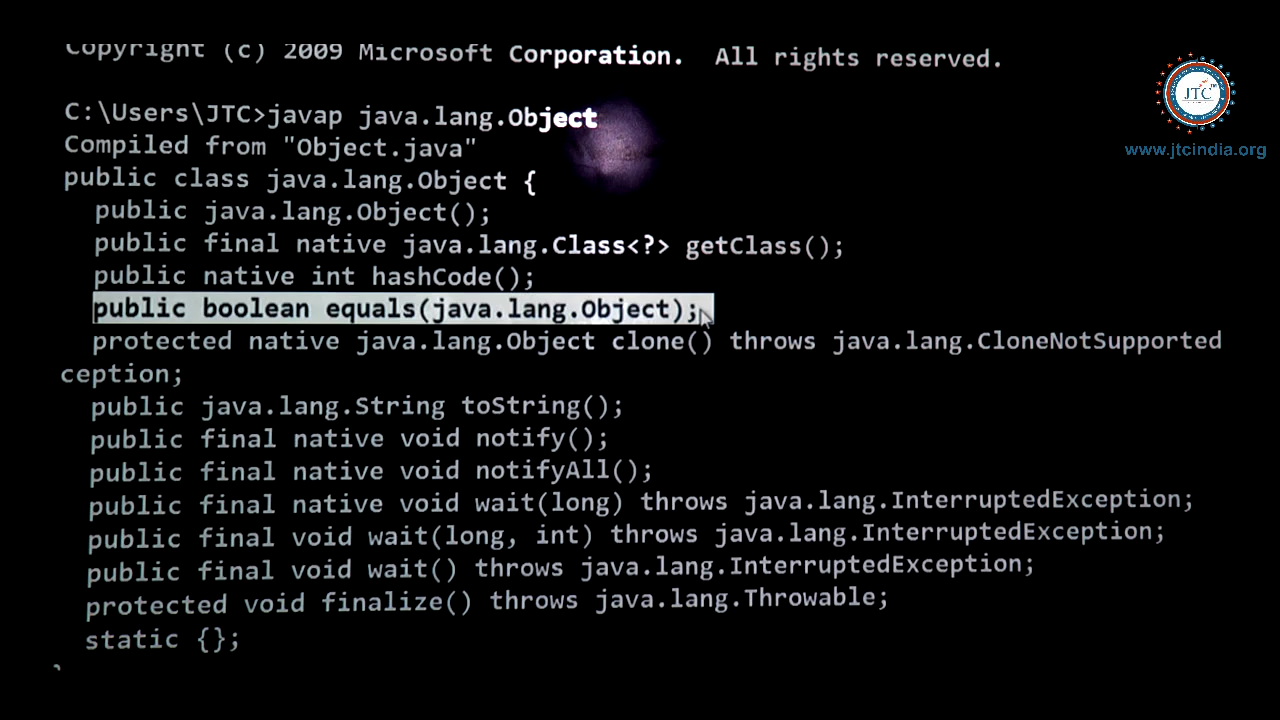 Copyright (c) 2009 Microsoft Corporation. All rights reserved.
C:\Users\JTC>javap java.lang.Object
Compiled from "Object.java"
public class java.lang.Object {
public java.lang.Object();
public final native java.lang.Class<?> getClass();
public native int hashCode();
public boolean equals(java.lang.Object);
protected native java.lang.Object clone() throws java.lang.CloneNotSupported
ception;
public java.lang.String toString();
public final native void notify();
public final native void notifyAll();
public final native void wait(long) throws java.lang.InterruptedException;
public final void wait(long, int) throws java.lang.InterruptedException;
public final void wait() throws java.lang.InterruptedException;
protected void finalize() throws java.lang.Throwable;
static {};
JTC
www.jtcindia.org